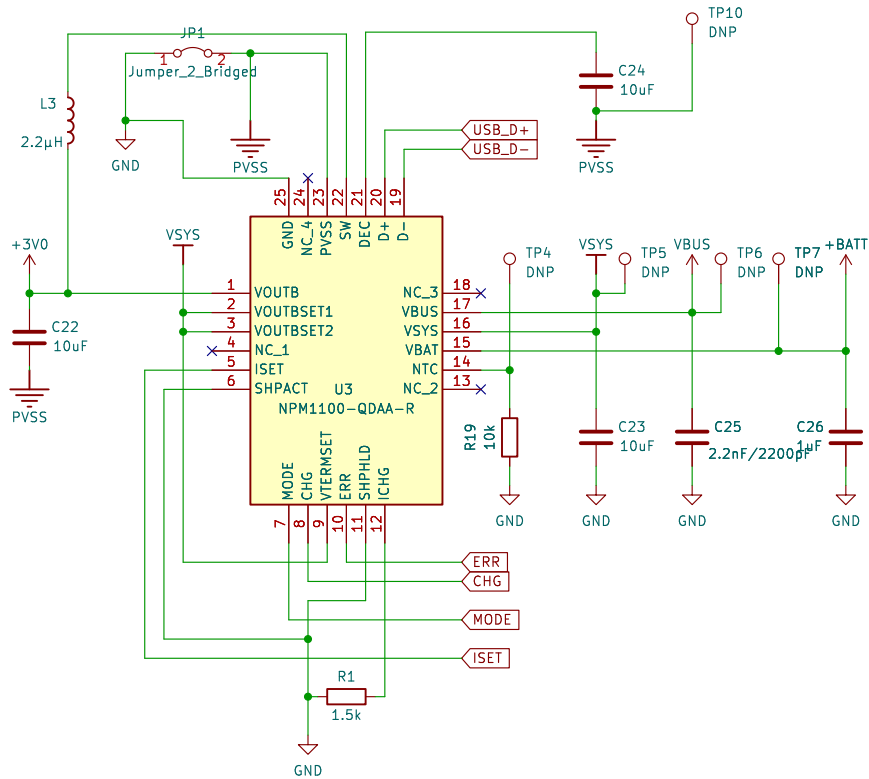 TP10
DNP
JP1
1
2
Jumper_2_Bridged
C24
10uF
L3
2.2µH
GND
PVSS
USB_D+
USB_D-
PVSS
25
24
23
22
21
20
19
GND
NC_4
PVSS
SW
DEC
D+
D-
+3V0
VSYS
TP4
DNP
VSYS
TP5
DNP
VBUS
TP6
DNP
TP7
DNP
+BATT
1
VOUTB
2
VOUTBSET1
3
VOUTBSET2
4
NC_1
5
ISET
6
SHPACT
NC_3
18
VBUS
17
VSYS
16
VBAT
15
NTC
14
NC_2
13
U3
NPM1100-QDAA-R
C22
10uF
PVSS
R19
10k
C23
10uF
C25
2.2nF/2200pF
C26
1uF
GND
GND
GND
GND
MODE
CHG
VTERMSET
ERR
SHPHLD
ICHG
7
8
9
10
11
12
ERR
CHG
MODE
ISET
R1
1.5k
GND